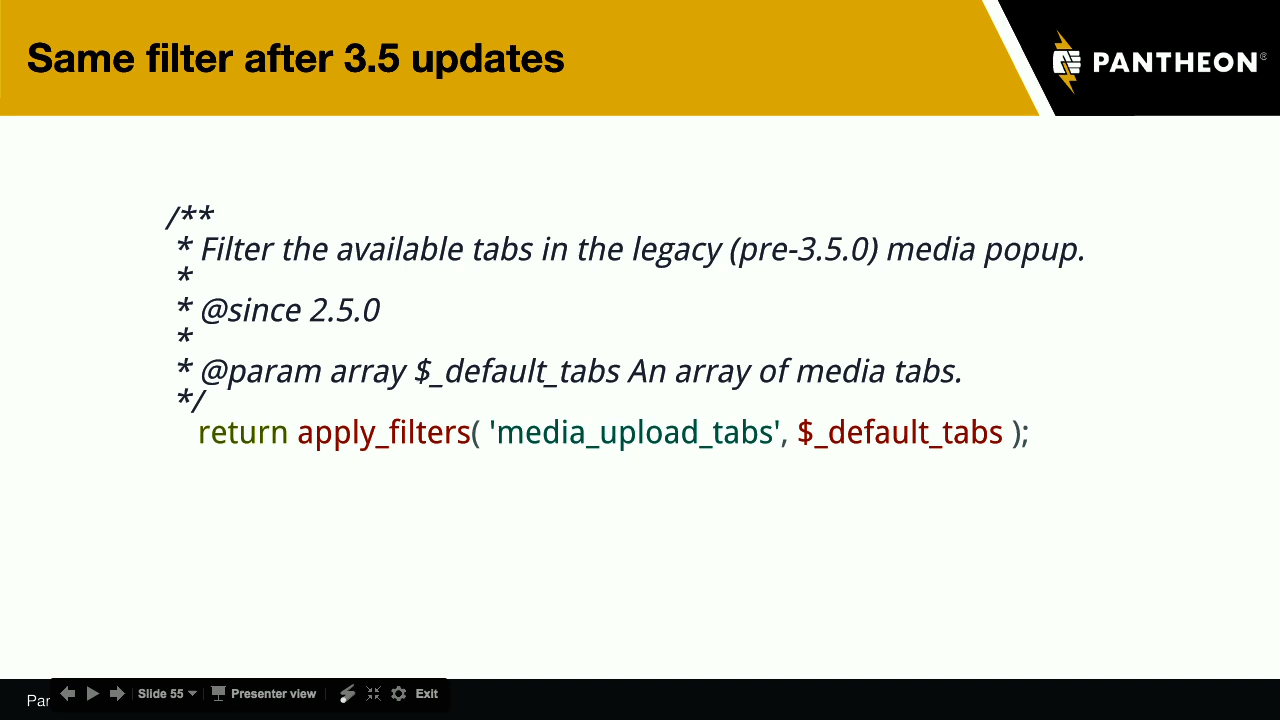 Same filter after 3.5 updates
PANTHEON®
/**
* Filter the available tabs in the legacy (pre-3.5.0) media popup.
*
* @since 2.5.0
*
* @param array $_default_tabs An array of media tabs.
*/
return apply_filters( 'media_upload_tabs', $_default_tabs );
Par
Slide 55
Presenter view
Exit